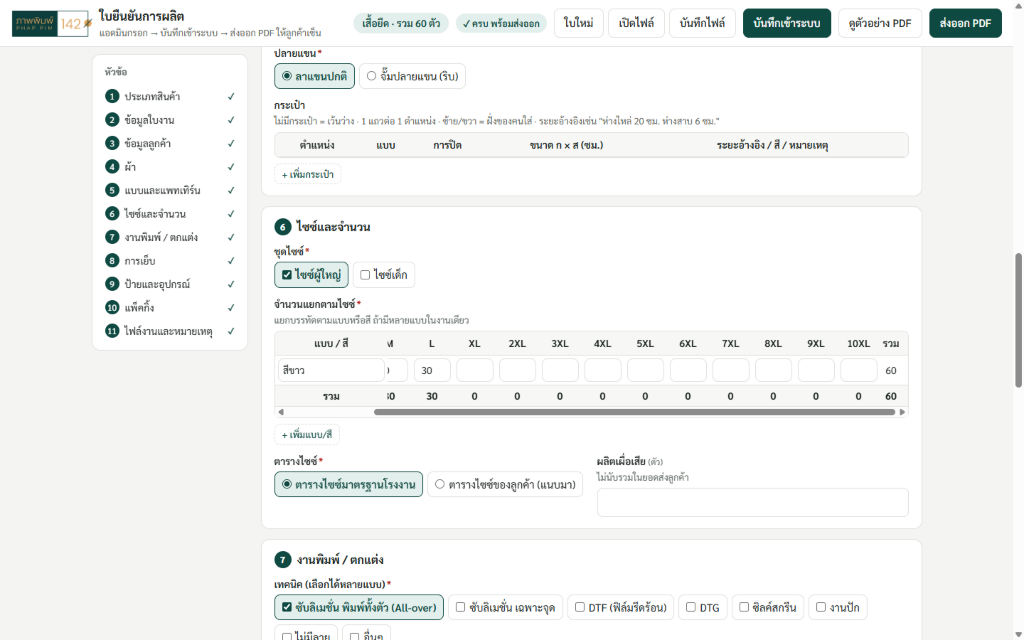 ภาพพิมพ์
PHAP PIM
142
ใบยืนยันการผลิต
แอดมินกรอก → บันทึกเข้าระบบ → ส่งออก PDF ให้ลูกค้าเซ็น
เสื้อยืด · รวม 60 ตัว
✓ ครบ พร้อมส่งออก
ใบใหม่
เปิดไฟล์
บันทึกไฟล์
บันทึกเข้าระบบ
ดูตัวอย่าง PDF
ส่งออก PDF
หัวข้อ
1 ประเภทสินค้า ✓
2 ข้อมูลใบงาน ✓
3 ข้อมูลลูกค้า ✓
4 ผ้า ✓
5 แบบและแพทเทิร์น ✓
6 ไซซ์และจำนวน ✓
7 งานพิมพ์ / ตกแต่ง ✓
8 การเย็บ ✓
9 ป้ายและอุปกรณ์ ✓
10 แพ็คกิ้ง ✓
11 ไฟล์งานและหมายเหตุ ✓
ปลายแขน *
ลาแขนปกติ
จั๊มปลายแขน (ริบ)
กระเป๋า
ไม่มีกระเป๋า = เว้นว่าง · 1 แถวต่อ 1 ตำแหน่ง · ซ้าย/ขวา = ฝั่งของคนใส่ · ระยะอ้างอิงเช่น "ห่างไหล่ 20 ซม. ห่างสาบ 6 ซม."
ตำแหน่ง แบบ การปิด ขนาด ก × ส (ซม.) ระยะอ้างอิง / สี / หมายเหตุ
+ เพิ่มกระเป๋า
6 ไซซ์และจำนวน
ชุดไซซ์ *
ไซซ์ผู้ใหญ่
ไซซ์เด็ก
จำนวนแยกตามไซซ์ *
แยกบรรทัดตามแบบหรือสี ถ้ามีหลายแบบในงานเดียว
แบบ / สี M L XL 2XL 3XL 4XL 5XL 6XL 7XL 8XL 9XL 10XL รวม
สีขาว 30 60
รวม 30 30 0 0 0 0 0 0 0 0 0 0 60
+ เพิ่มแบบ/สี
ตารางไซซ์ *
ตารางไซซ์มาตรฐานโรงงาน
ตารางไซซ์ของลูกค้า (แนบมา)
ผลิตเผื่อเสีย (ตัว)
ไม่นับรวมในยอดส่งลูกค้า
7 งานพิมพ์ / ตกแต่ง
เทคนิค (เลือกได้หลายแบบ) *
ซับลิเมชั่น พิมพ์ทั้งตัว (All-over)
ซับลิเมชั่น เฉพาะจุด
DTF (ฟิล์มรีดร้อน)
DTG
ซิลค์สกรีน
งานปัก
ไม่มีลาย
อื่นๆ